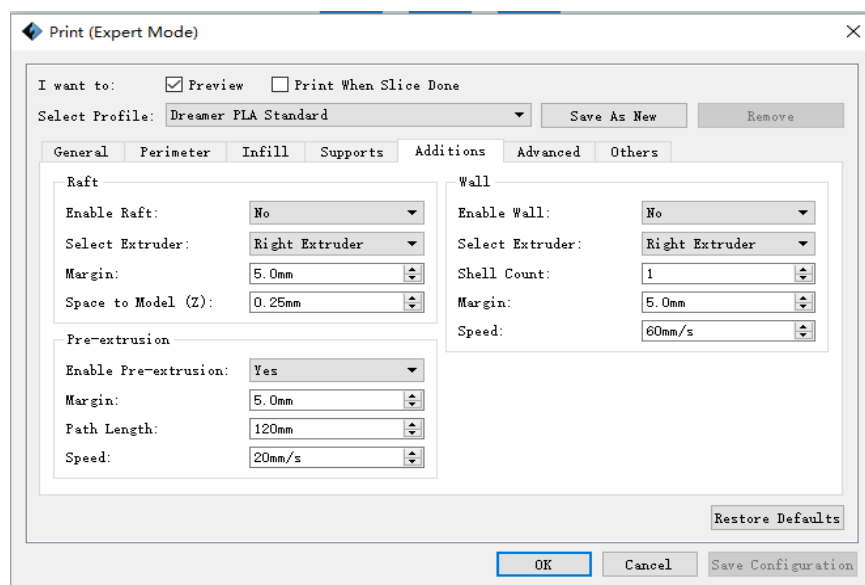 Print (Expert Mode)
I want to: Preview Print When Slice Done
Select Profile: Dreamer PLA Standard Save As New Remove
General Perimeter Infill Supports Additions Advanced Others
Raft
Enable Raft: No
Select Extruder: Right Extruder
Margin: 5.0mm
Space to Model (Z): 0.25mm
Pre-extrusion
Enable Pre-extrusion: Yes
Margin: 5.0mm
Path Length: 120mm
Speed: 20mm/s
Wall
Enable Wall: No
Select Extruder: Right Extruder
Shell Count: 1
Margin: 5.0mm
Speed: 60mm/s
Restore Defaults
OK Cancel Save Configuration